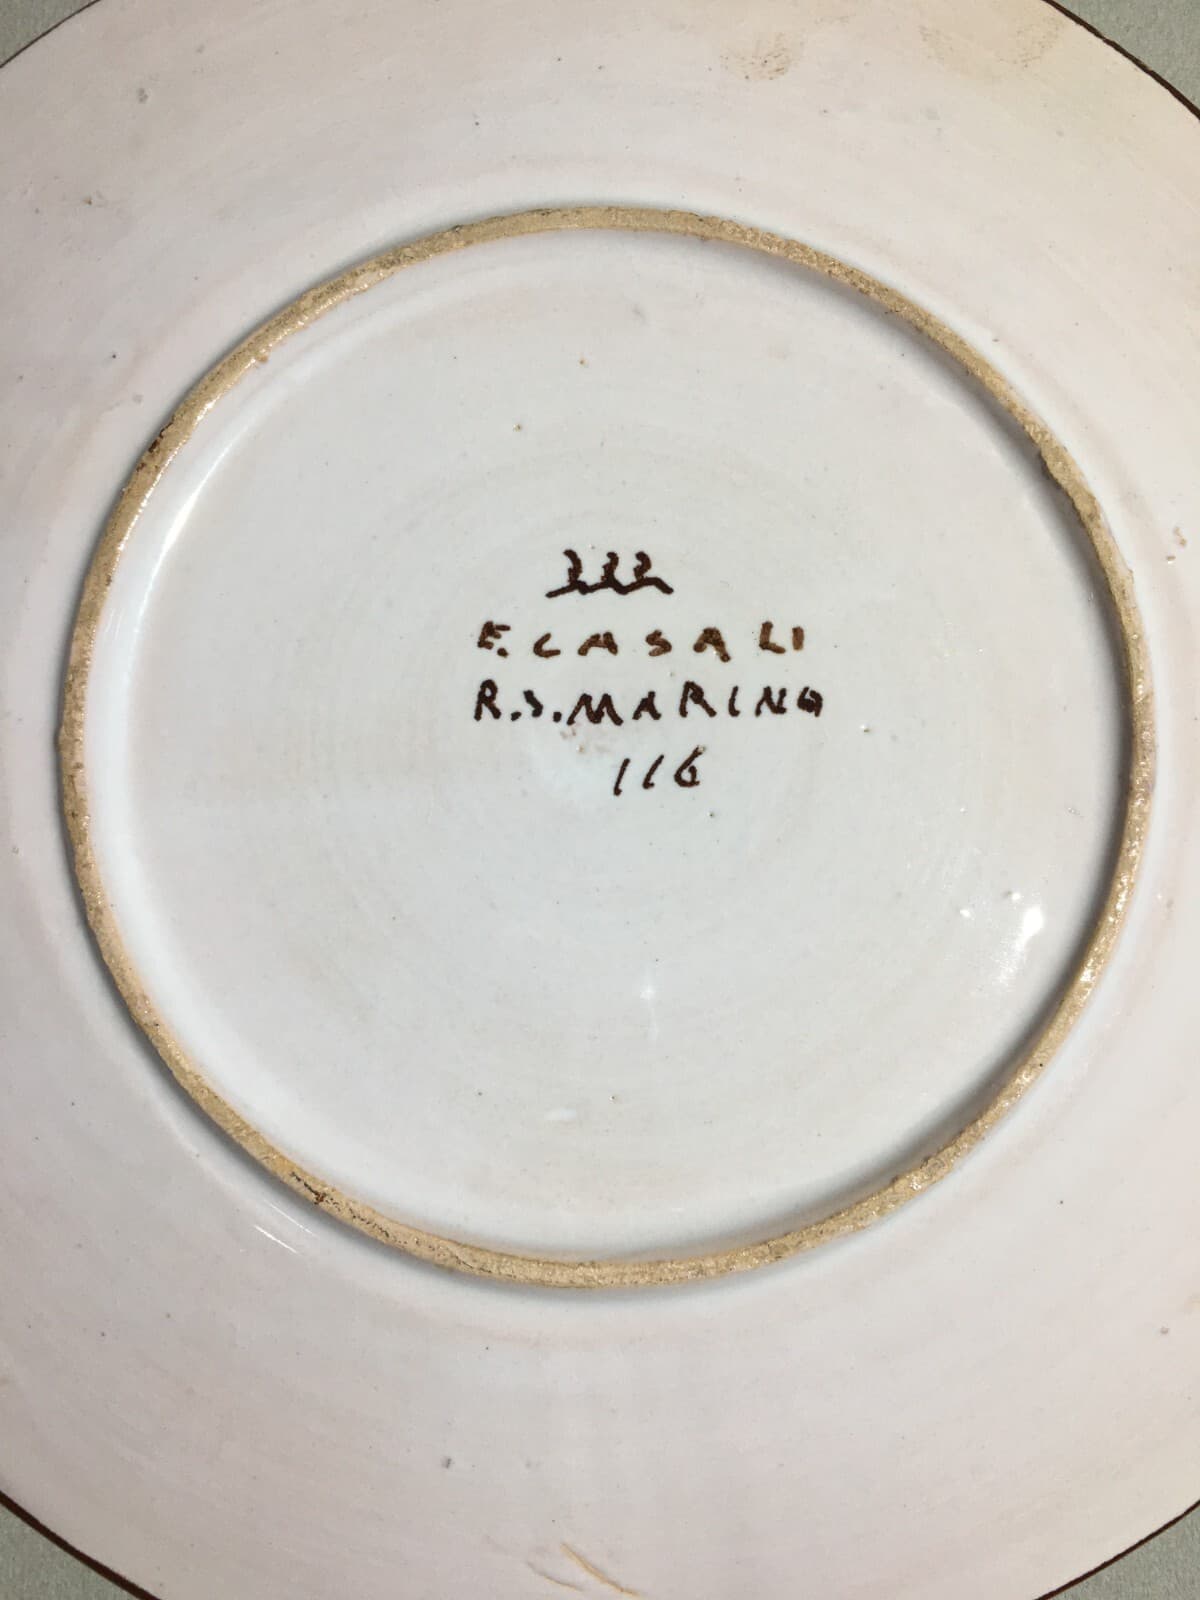 E. CASALI
R.S. MARINO
116